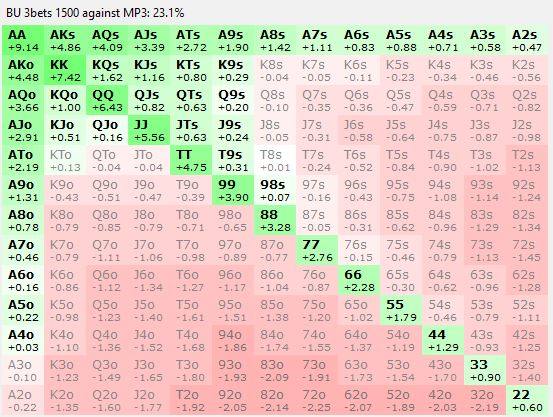 BU 3bets 1500 against MP3: 23.1%
AA AKs AQs AJs ATs A9s A8s A7s A6s A5s A4s A3s A2s
+9.14 +4.86 +4.09 +3.39 +2.72 +1.90 +1.42 +1.11 +0.83 +0.88 +0.71 +0.58 +0.47
AKo KK KQs KJs KTs K9s K8s K7s K6s K5s K4s K3s K2s
+4.48 +7.42 +1.62 +1.16 +0.80 +0.29 -0.04 -0.05 -0.11 -0.23 -0.34 -0.46 -0.56
AQo KQo QQ QJs QTs Q9s Q8s Q7s Q6s Q5s Q4s Q3s Q2s
+3.66 +1.00 +6.43 +0.82 +0.63 +0.20 -0.10 -0.35 -0.36 -0.47 -0.59 -0.71 -0.82
AJo KJo QJo JJ JTs J9s J8s J7s J6s J5s J4s J3s J2s
+2.91 +0.51 +0.16 +5.56 +0.63 +0.24 -0.05 -0.31 -0.58 -0.64 -0.75 -0.87 -0.98
ATo KTo QTo JTo TT T9s T8s T7s T6s T5s T4s T3s T2s
+2.19 +0.13 -0.04 -0.04 +4.75 +0.31 +0.01 -0.24 -0.52 -0.84 -0.90 -1.02 -1.13
A9o K9o Q9o J9o T9o 99 98s 97s 96s 95s 94s 93s 92s
+1.31 -0.43 -0.51 -0.47 -0.39 +3.90 +0.07 -0.16 -0.43 -0.75 -1.08 -1.14 -1.24
A8o K8o Q8o J8o T8o 98o 88 87s 86s 85s 84s 83s 82s
+0.78 -0.79 -0.85 -0.79 -0.71 -0.65 +3.28 -0.05 -0.31 -0.62 -0.96 -1.29 -1.34
A7o K7o Q7o J7o T7o 97o 87o 77 76s 75s 74s 73s 72s
+0.46 -0.79 -1.11 -1.06 -0.98 -0.89 -0.77 +2.76 -0.15 -0.46 -0.79 -1.13 -1.45
A6o K6o Q6o J6o T6o 96o 86o 76o 66 65s 64s 63s 62s
+0.16 -0.86 -1.12 -1.34 -1.27 -1.17 -1.04 -0.86 +2.28 -0.30 -0.62 -0.96 -1.28
A5o K5o Q5o J5o T5o 95o 85o 75o 65o 55 54s 53s 52s
+0.22 -0.98 -1.23 -1.40 -1.61 -1.51 -1.38 -1.20 -1.02 +1.79 -0.46 -0.79 -1.11
A4o K4o Q4o J4o T4o 94o 84o 74o 64o 54o 44 43s 42s
+0.03 -1.10 -1.36 -1.52 -1.68 -1.86 -1.74 -1.55 -1.37 -1.19 +1.29 -0.93 -1.25
A3o K3o Q3o J3o T3o 93o 83o 73o 63o 53o 43o 33 32s
-0.10 -1.23 -1.49 -1.65 -1.80 -1.93 -2.09 -1.91 -1.73 -1.54 -1.70 +0.90 -1.40
A2o K2o Q2o J2o T2o 92o 82o 72o 62o 52o 42o 32o 22
-0.22 -1.35 -1.60 -1.77 -1.92 -2.05 -2.14 -2.25 -2.07 -1.89 -2.03 -2.19 +0.60